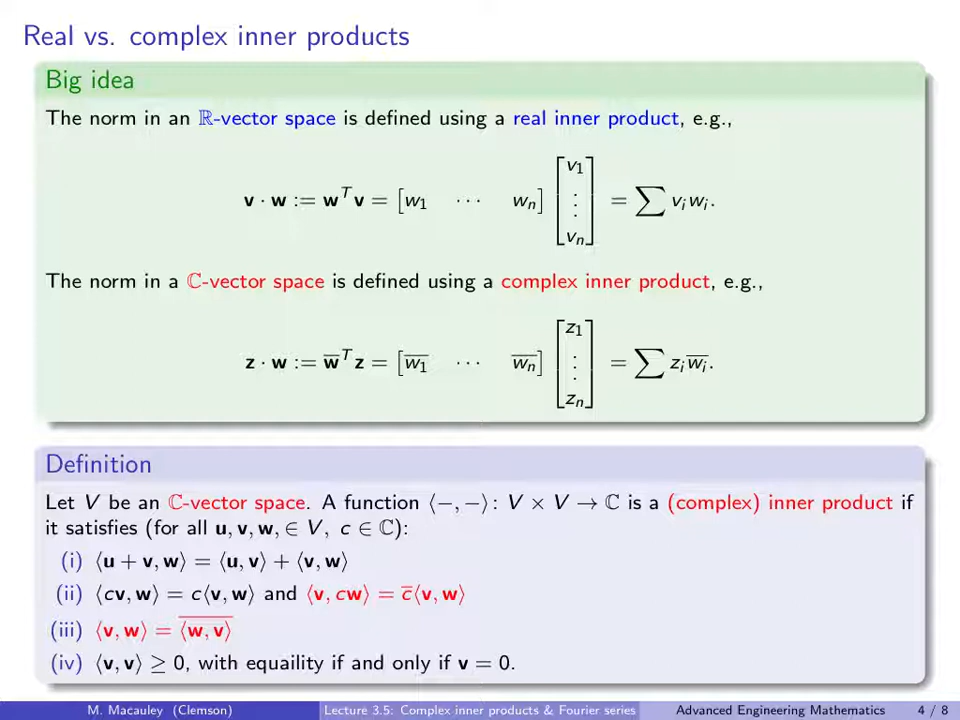 Real vs. complex inner products
Big idea
The norm in an ℝ-vector space is defined using a real inner product, e.g.,
v · w := w^T v = [w₁ ⋯ wₙ] [v₁ ⋮ vₙ] = ∑ vᵢwᵢ.
The norm in a ℂ-vector space is defined using a complex inner product, e.g.,
z · w := w̅^T z = [w̅₁ ⋯ w̅ₙ] [z₁ ⋮ zₙ] = ∑ zᵢw̅ᵢ.
Definition
Let V be an ℂ-vector space. A function ⟨−, −⟩: V × V → ℂ is a (complex) inner product if
it satisfies (for all u, v, w, ∈ V, c ∈ ℂ):
(i) ⟨u + v, w⟩ = ⟨u, v⟩ + ⟨v, w⟩
(ii) ⟨cv, w⟩ = c⟨v, w⟩ and ⟨v, cw⟩ = c̅⟨v, w⟩
(iii) ⟨v, w⟩ = \overline{⟨w, v⟩}
(iv) ⟨v, v⟩ ≥ 0, with equaility if and only if v = 0.
M. Macauley (Clemson) Lecture 3.5: Complex inner products & Fourier series Advanced Engineering Mathematics 4 / 8